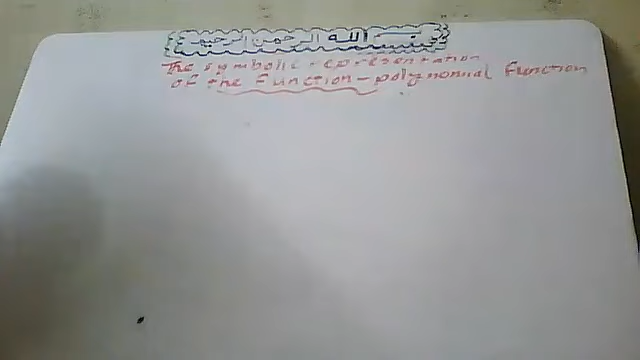 بسم الله الرحمن الرحيم
The symbolic representation
of the Function - polynomial Function